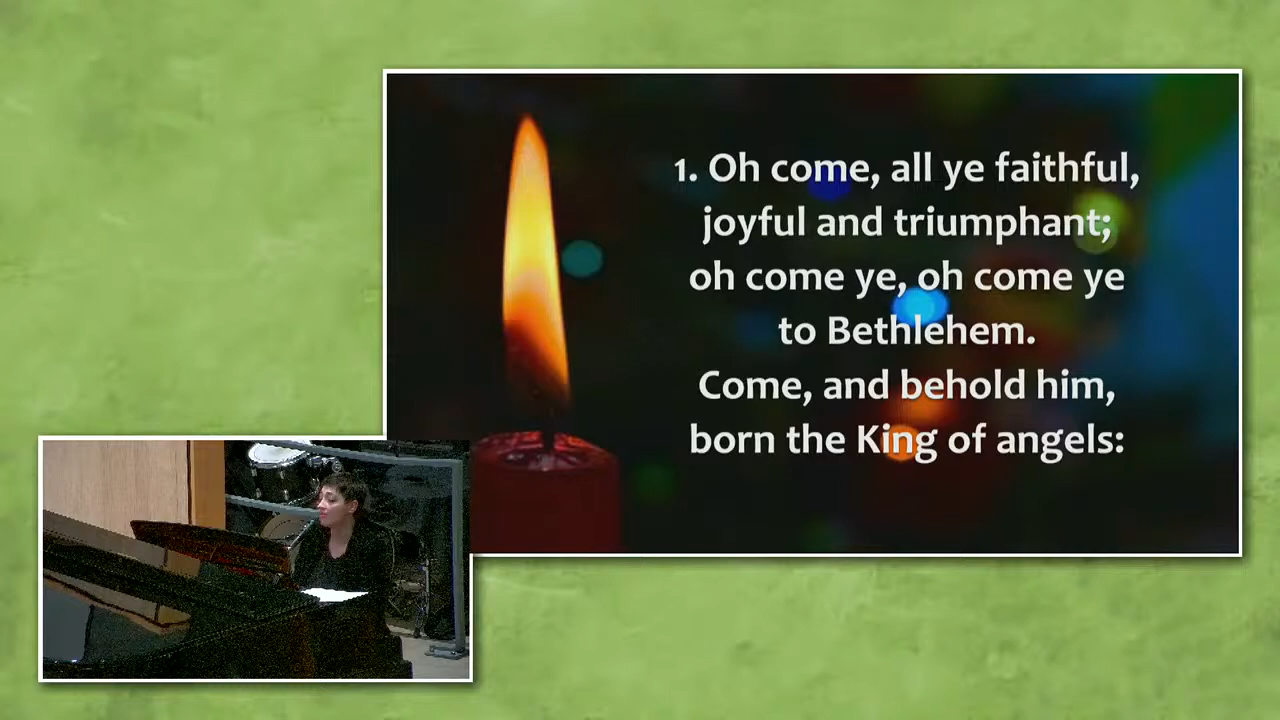 1. Oh come, all ye faithful,
joyful and triumphant;
oh come ye, oh come ye
to Bethlehem.
Come, and behold him,
born the King of angels: